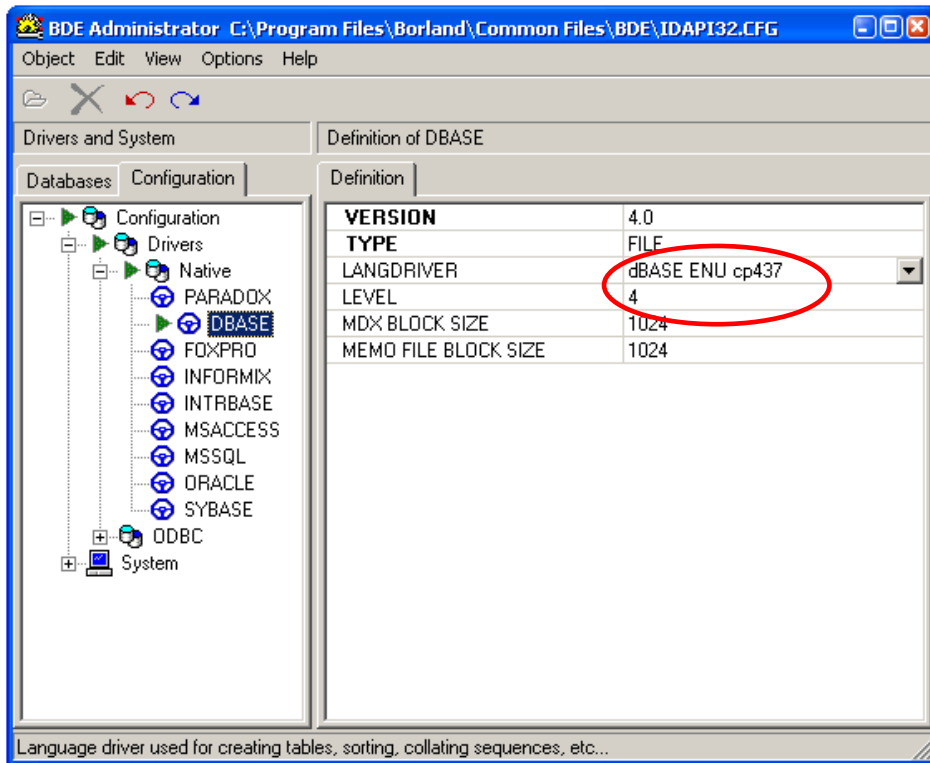 BDE Administrator C:\Program Files\Borland\Common Files\BDE\IDAPI32.CFG
Object Edit View Options Help
Drivers and System
Definition of DBASE
Databases Configuration
Definition
Configuration
Drivers
Native
PARADOX
DBASE
FOXPRO
INFORMIX
INTRBASE
MSACCESS
MSSQL
ORACLE
SYBASE
ODBC
System
VERSION 4.0
TYPE FILE
LANGDRIVER dBASE ENU cp437
LEVEL 4
MDX BLOCK SIZE 1024
MEMO FILE BLOCK SIZE 1024
Language driver used for creating tables, sorting, collating sequences, etc...